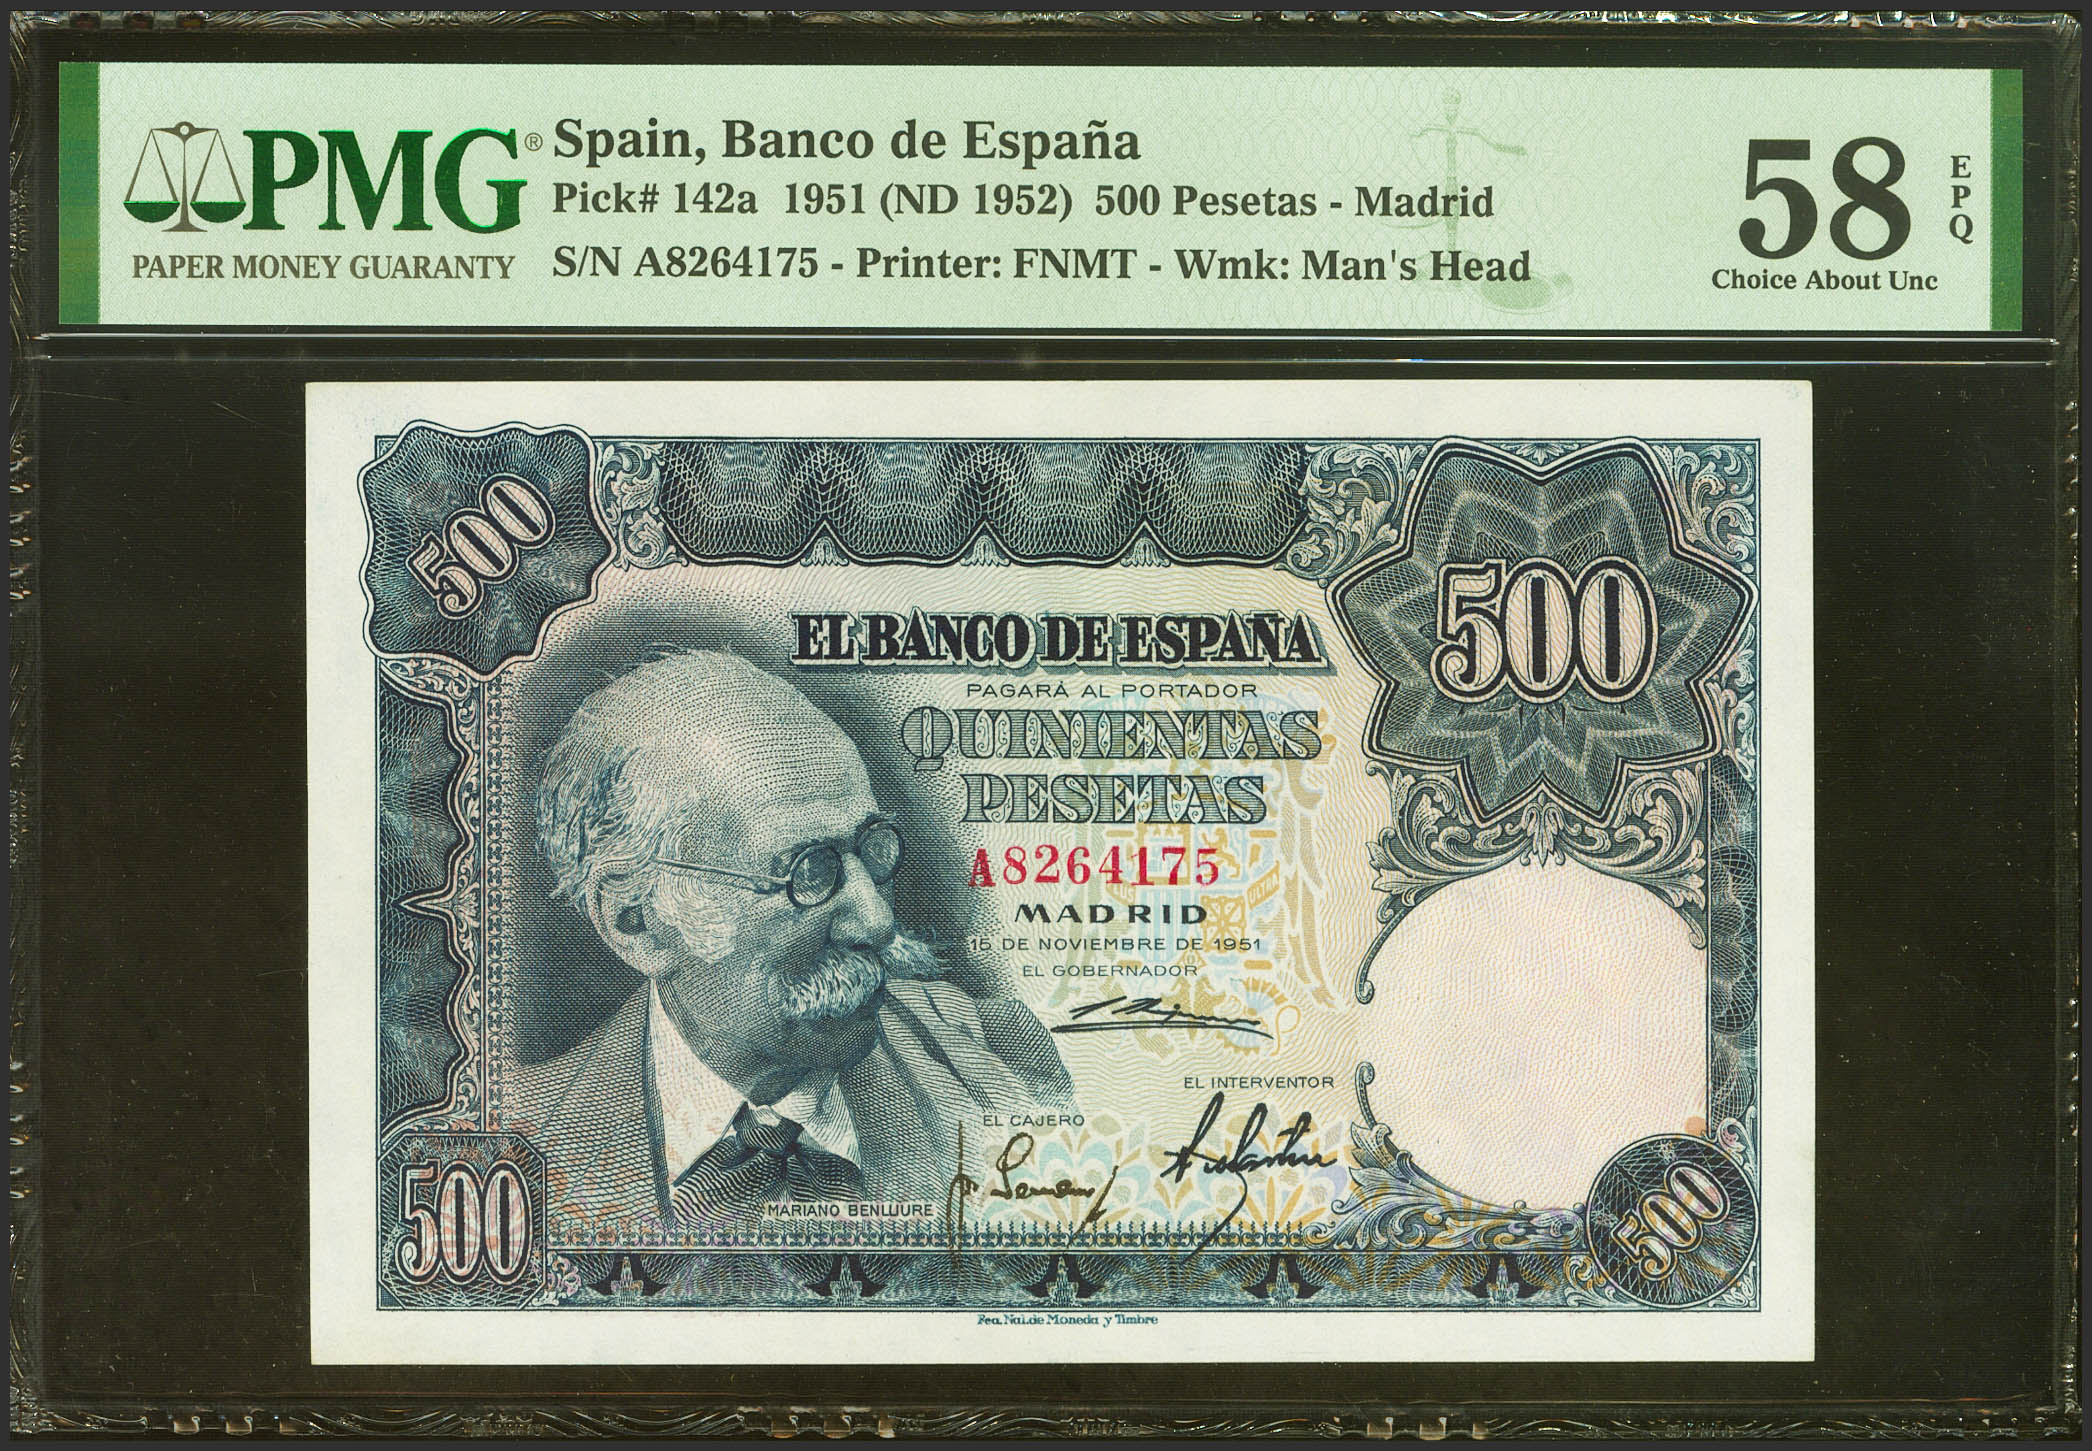 PMG®
PAPER MONEY GUARANTY
Spain, Banco de España
Pick# 142a 1951 (ND 1952) 500 Pesetas - Madrid
S/N A8264175 - Printer: FNMT - Wmk: Man's Head
58
EPQ
Choice About Unc
500
500
EL BANCO DE ESPAÑA
PAGARÁ AL PORTADOR
QUINIENTAS
PESETAS
A8264175
MADRID
15 DE NOVIEMBRE DE 1951
EL GOBERNADOR
EL INTERVENTOR
EL CAJERO
MARIANO BENLLIURE
500
500
Fca. Nal. de Moneda y Timbre